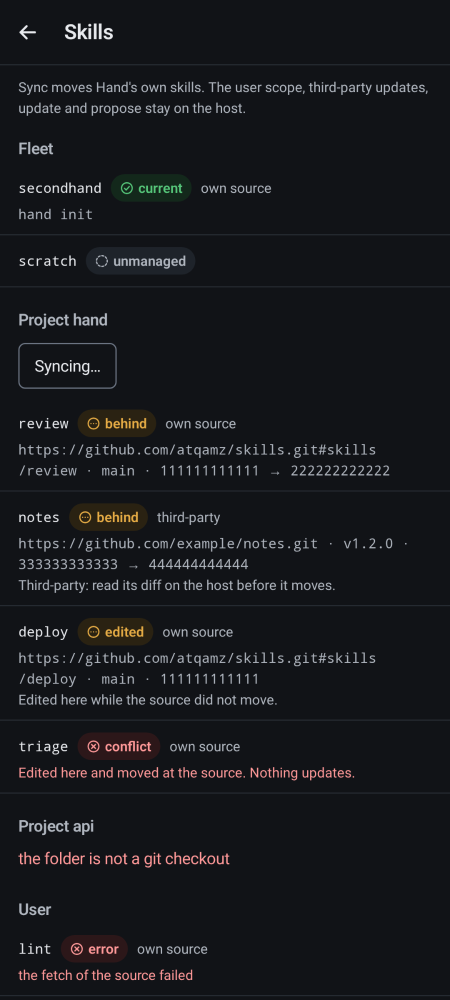 Skills
Sync moves Hand's own skills. The user scope, third-party updates,
update and propose stay on the host.
Fleet
secondhand current own source
hand init
scratch unmanaged
Project hand
Syncing…
review behind own source
https://github.com/atqamz/skills.git#skills
/review · main · 111111111111 → 222222222222
notes behind third-party
https://github.com/example/notes.git · v1.2.0 ·
333333333333 → 444444444444
Third-party: read its diff on the host before it moves.
deploy edited own source
https://github.com/atqamz/skills.git#skills
/deploy · main · 111111111111
Edited here while the source did not move.
triage conflict own source
Edited here and moved at the source. Nothing updates.
Project api
the folder is not a git checkout
User
lint error own source
the fetch of the source failed